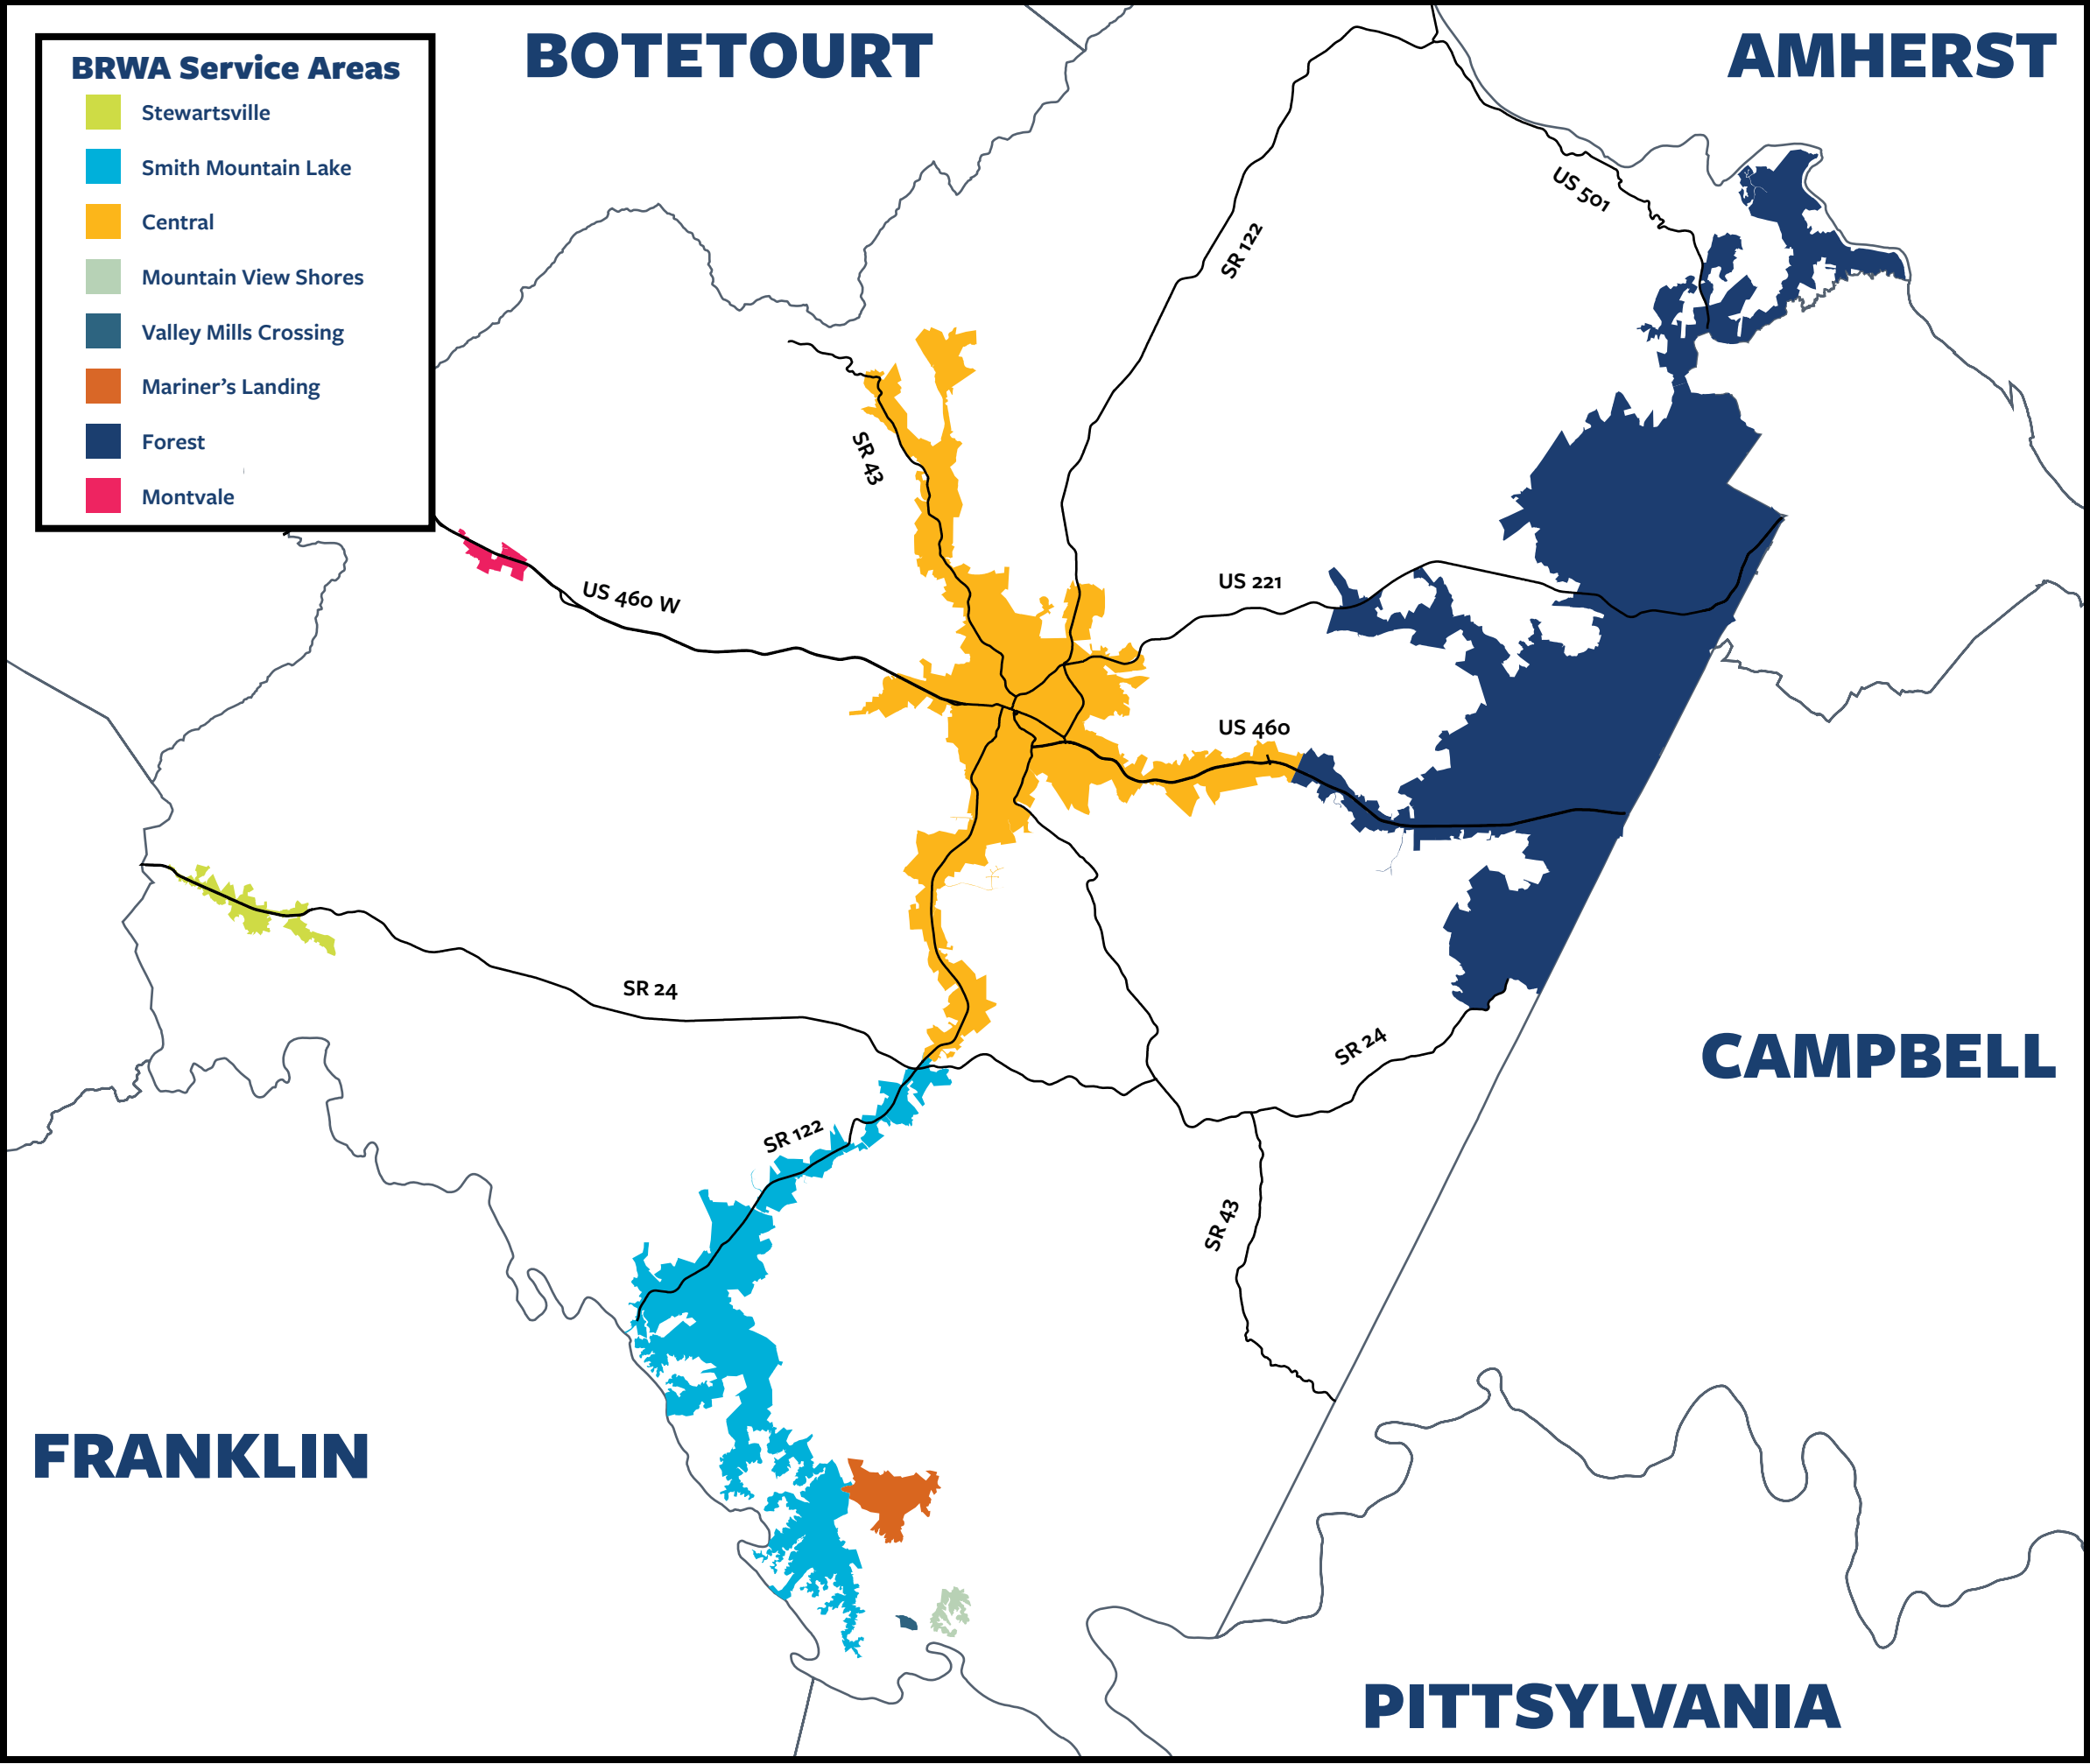 BOTETOURT
AMHERST
BRWA Service Areas
Stewartsville
Smith Mountain Lake
Central
Mountain View Shores
Valley Mills Crossing
Mariner’s Landing
Forest
Montvale
US 501
SR 122
SR 43
US 460 W
US 221
US 460
SR 24
SR 24
CAMPBELL
SR 122
SR 43
FRANKLIN
PITTSYLVANIA